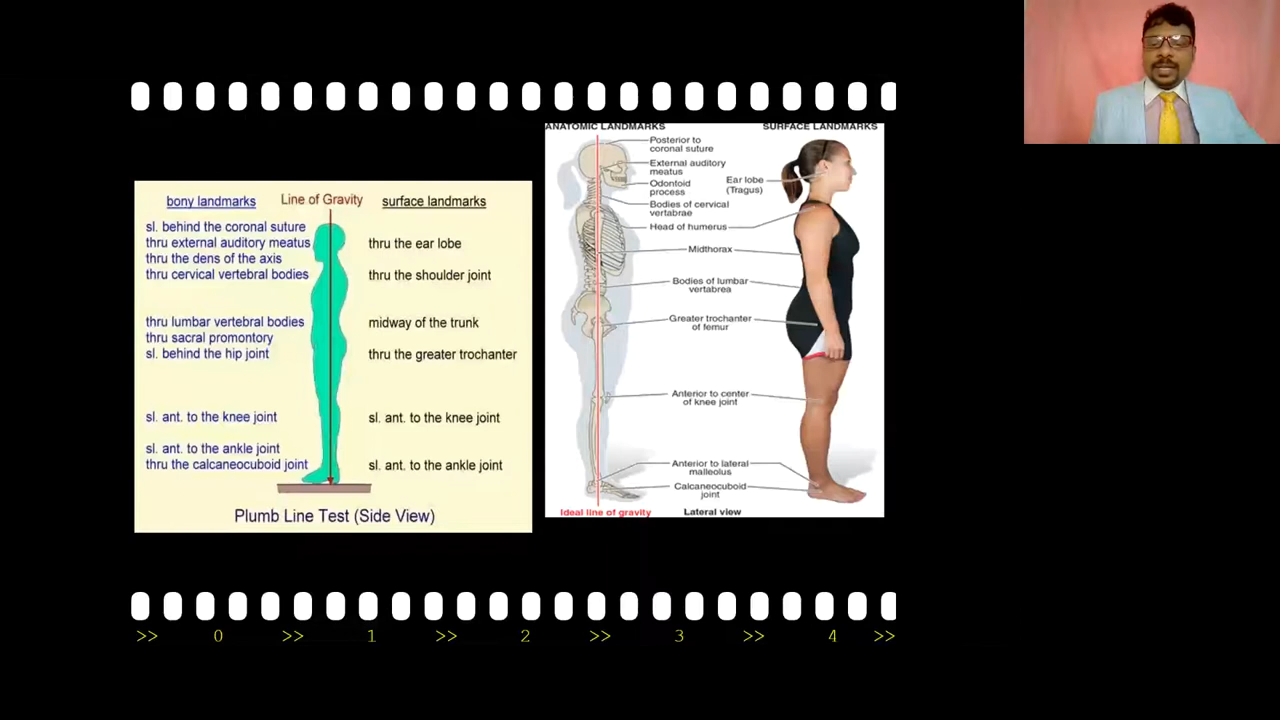 bony landmarks
Line of Gravity
surface landmarks
sl. behind the coronal suture
thru external auditory meatus
thru the ear lobe
thru the dens of the axis
thru cervical vertebral bodies
thru the shoulder joint
thru lumbar vertebral bodies
midway of the trunk
thru sacral promontory
sl. behind the hip joint
thru the greater trochanter
sl. ant. to the knee joint
sl. ant. to the knee joint
sl. ant. to the ankle joint
thru the calcaneocuboid joint
sl. ant. to the ankle joint
Plumb Line Test (Side View)
ANATOMIC LANDMARKS
SURFACE LANDMARKS
Posterior to
coronal suture
External auditory
meatus
Ear lobe
(Tragus)
Odontoid
process
Bodies of cervical
vertebrae
Head of humerus
Midthorax
Bodies of lumbar
vertabrea
Greater trochanter
of femur
Anterior to center
of knee joint
Anterior to lateral
malleolus
Calcaneocuboid
joint
Ideal line of gravity
Lateral view
>> 0 >> 1 >> 2 >> 3 >> 4 >>